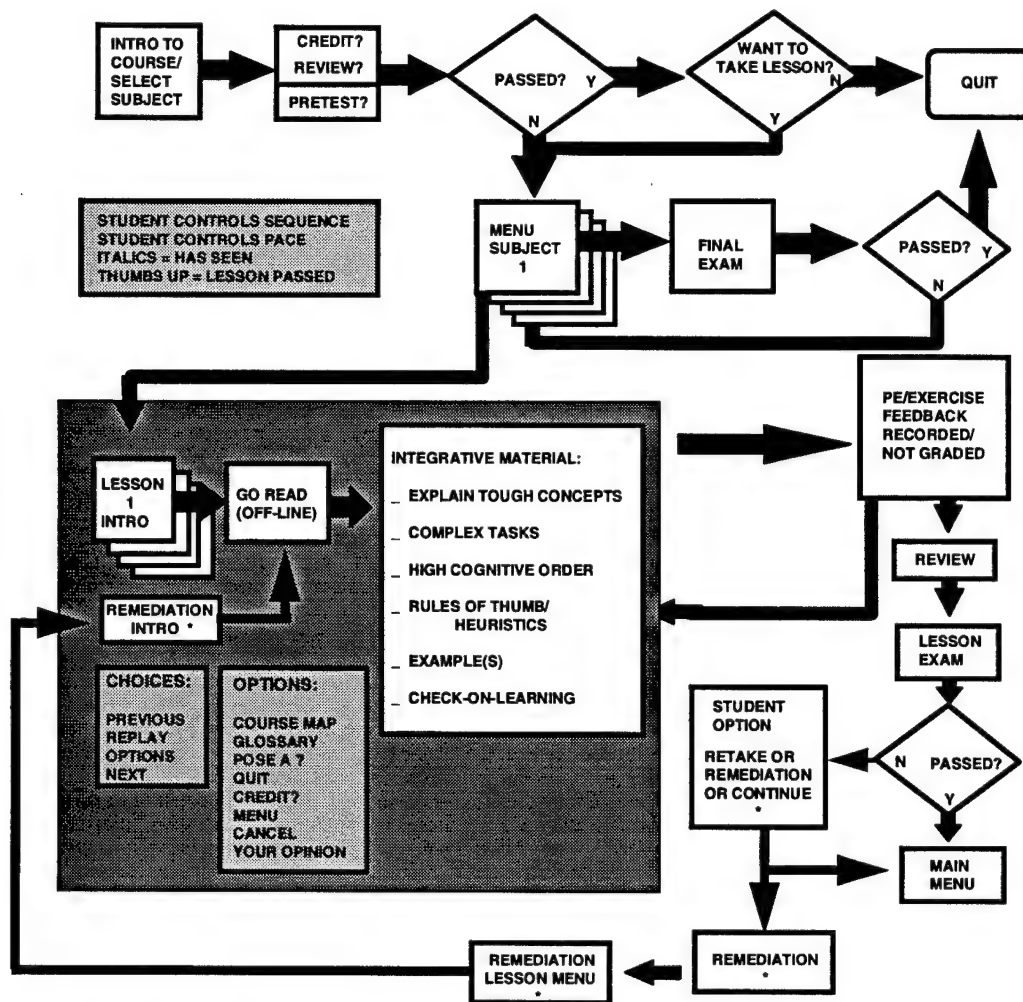 INTRO TO
COURSE/
SELECT
SUBJECT
CREDIT?
REVIEW?
PRETEST?
PASSED?
Y
N
WANT TO
TAKE LESSON?
N
Y
QUIT
STUDENT CONTROLS SEQUENCE
STUDENT CONTROLS PACE
ITALICS = HAS SEEN
THUMBS UP = LESSON PASSED
MENU
SUBJECT
1
FINAL
EXAM
PASSED?
Y
N
PE/EXERCISE
FEEDBACK
RECORDED/
NOT GRADED
LESSON
1
INTRO
GO READ
(OFF-LINE)
INTEGRATIVE MATERIAL:
_ EXPLAIN TOUGH CONCEPTS
_ COMPLEX TASKS
_ HIGH COGNITIVE ORDER
_ RULES OF THUMB/
HEURISTICS
_ EXAMPLE(S)
_ CHECK-ON-LEARNING
REMEDIATION
INTRO *
CHOICES:
PREVIOUS
REPLAY
OPTIONS
NEXT
OPTIONS:
COURSE MAP
GLOSSARY
POSE A ?
QUIT
CREDIT?
MENU
CANCEL
YOUR OPINION
REVIEW
LESSON
EXAM
STUDENT
OPTION
RETAKE OR
REMEDIATION
OR CONTINUE
*
N
PASSED?
Y
MAIN
MENU
REMEDIATION
*
REMEDIATION
LESSON MENU
*